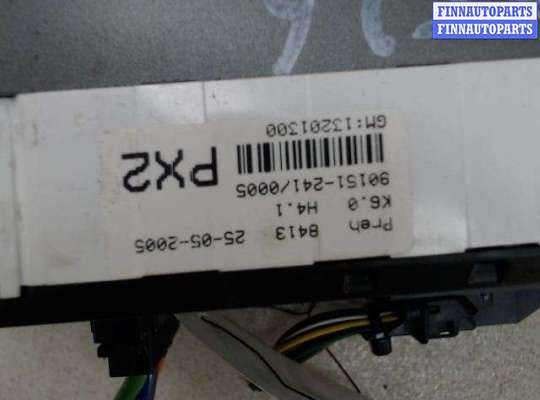 FINNAUTOPARTS
FINNAUTOPARTS
Preh 8413 25-05-2005
K6.0 H4.1
90151-241/0005
PX2
GM:13201300